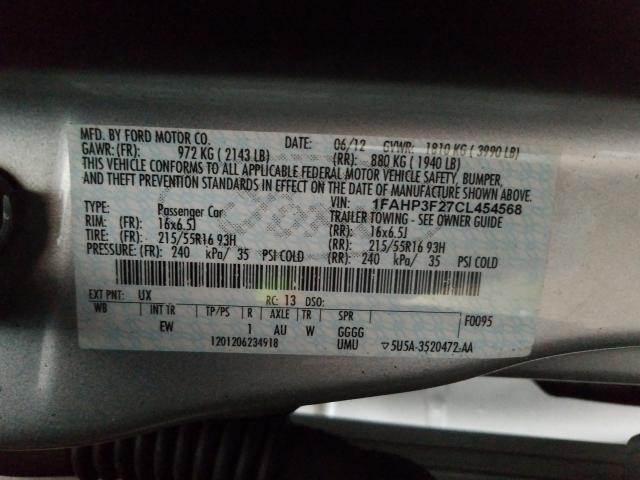 MFD. BY FORD MOTOR CO. DATE: 06/12 GVWR: 1810 KG ( 3990 LB)
GAWR: (FR): 972 KG ( 2143 LB) (RR): 880 KG ( 1940 LB)
THIS VEHICLE CONFORMS TO ALL APPLICABLE FEDERAL MOTOR VEHICLE SAFETY, BUMPER,
AND THEFT PREVENTION STANDARDS IN EFFECT ON THE DATE OF MANUFACTURE SHOWN ABOVE.
VIN: 1FAHP3F27CL454568
TYPE: Passenger Car TRAILER TOWING - SEE OWNER GUIDE
RIM: (FR): 16x6.5J (RR): 16x6.5J
TIRE: (FR): 215/55R16 93H (RR): 215/55R16 93H
PRESSURE: (FR): 240 kPa/ 35 PSI COLD (RR): 240 kPa/ 35 PSI COLD
EXT PNT: UX RC: 13 DSO: F0095
WB INT TR TP/PS R AXLE TR SPR
EW 1 AU W GGGG
1201206234918 UMU ▽5U5A-3520472-AA